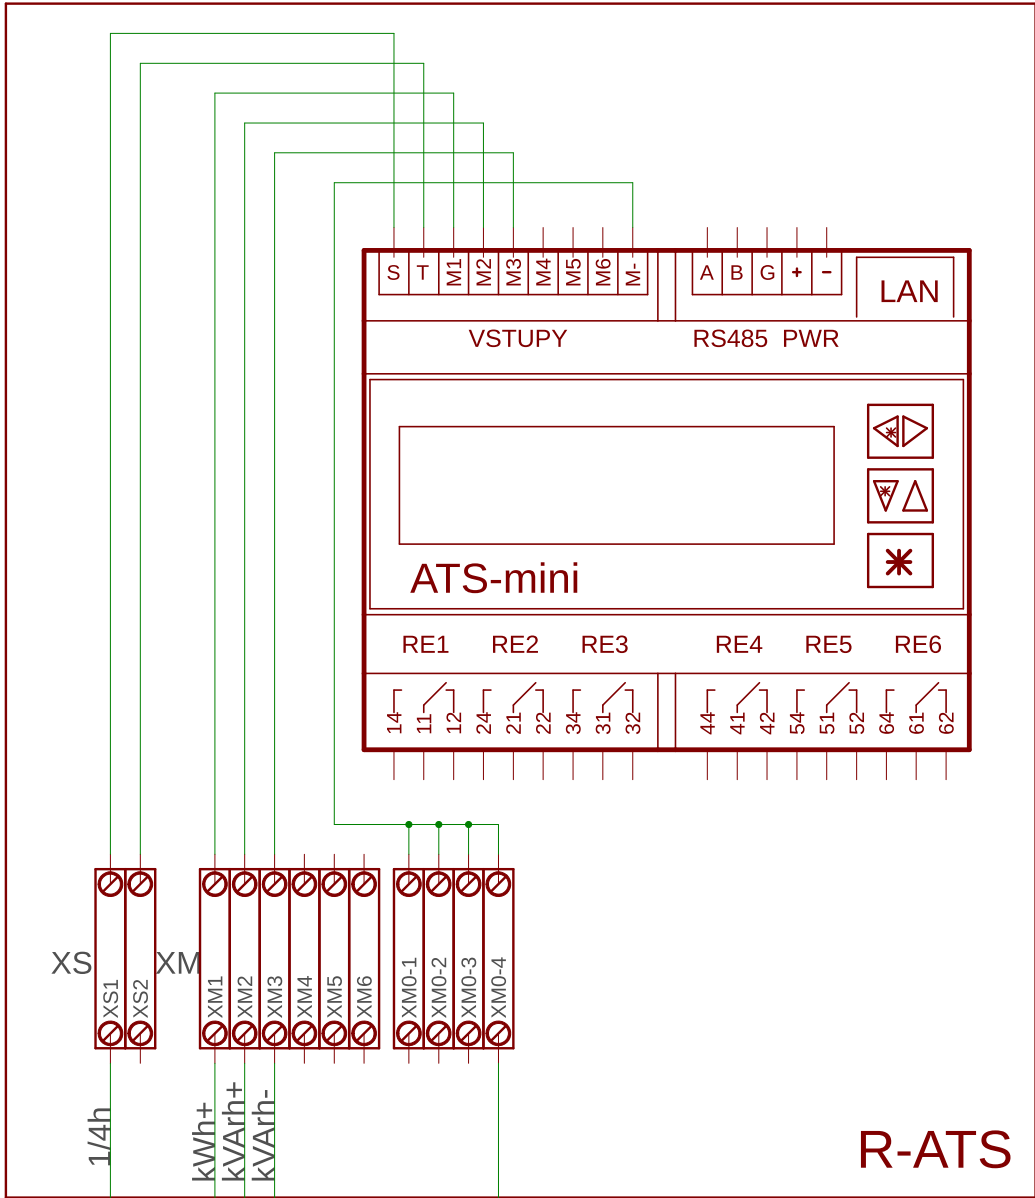 S T M1 M2 M3 M4 M5 M6 M- A B G + − LAN
VSTUPY RS485 PWR
ATS-mini
RE1 RE2 RE3 RE4 RE5 RE6
14 11 12 24 21 22 34 31 32 44 41 42 54 51 52 64 61 62
XS XS1 XS2 XM XM1 XM2 XM3 XM4 XM5 XM6 XM0-1 XM0-2 XM0-3 XM0-4
1/4h kWh+ kVArh+ kVArh-
R-ATS